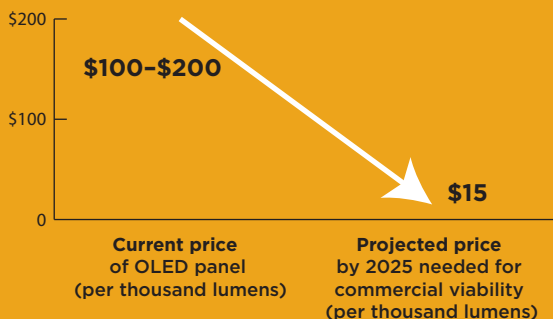 $200
$100–$200
$100
$15
0
Current price
of OLED panel
(per thousand lumens)
Projected price
by 2025 needed for
commercial viability
(per thousand lumens)